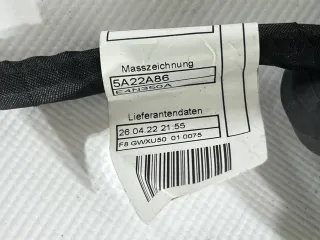 Masszeichnung
5A22A86
E4N350A
Lieferantendaten
26.04.22 21:55
F8 GWXU50 01 0075